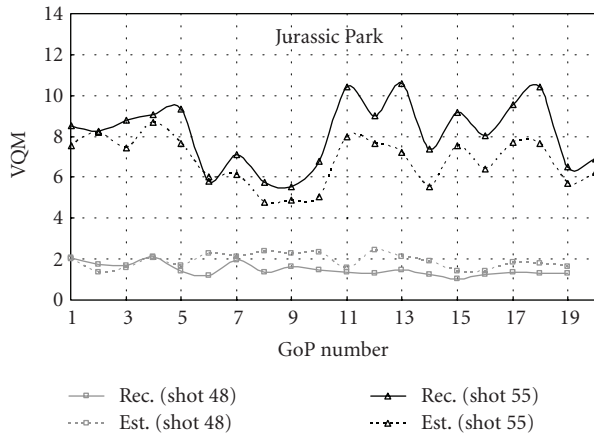 Jurassic Park
14
12
10
8
6
4
2
0
VQM
1 3 5 7 9 11 13 15 17 19
GoP number
Rec. (shot 48) Rec. (shot 55)
Est. (shot 48) Est. (shot 55)